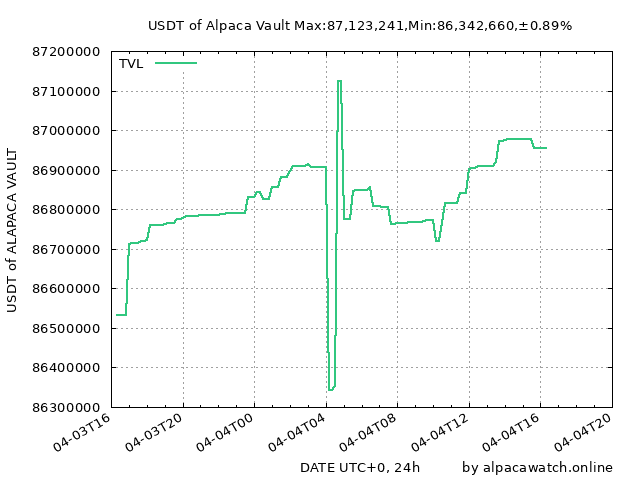 USDT of Alpaca Vault Max:87,123,241,Min:86,342,660,±0.89%
TVL
USDT of ALAPACA VAULT
87200000
87100000
87000000
86900000
86800000
86700000
86600000
86500000
86400000
86300000
04-03T16
04-03T20
04-04T00
04-04T04
04-04T08
04-04T12
04-04T16
04-04T20
DATE UTC+0, 24h
by alpacawatch.online